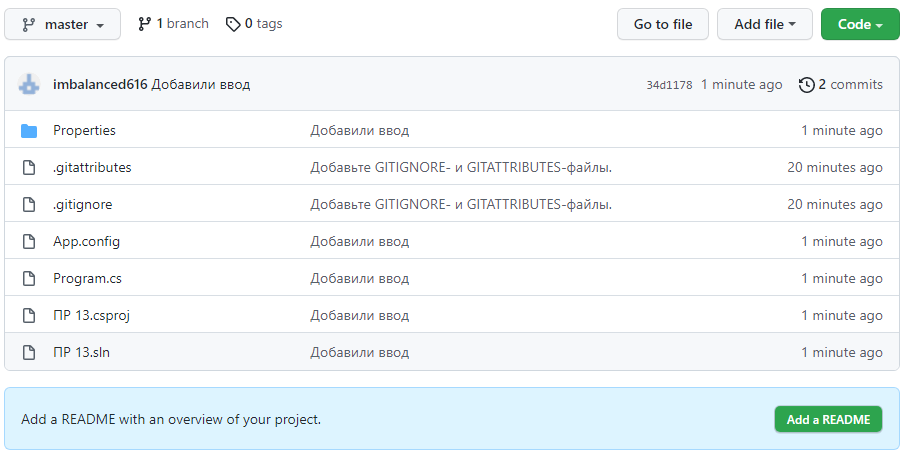 master 1 branch 0 tags Go to file Add file Code
imbalanced616 Добавили ввод 34d1178 1 minute ago 2 commits
Properties Добавили ввод 1 minute ago
.gitattributes Добавьте GITIGNORE- и GITATTRIBUTES-файлы. 20 minutes ago
.gitignore Добавьте GITIGNORE- и GITATTRIBUTES-файлы. 20 minutes ago
App.config Добавили ввод 1 minute ago
Program.cs Добавили ввод 1 minute ago
ПР 13.csproj Добавили ввод 1 minute ago
ПР 13.sln Добавили ввод 1 minute ago
Add a README with an overview of your project. Add a README